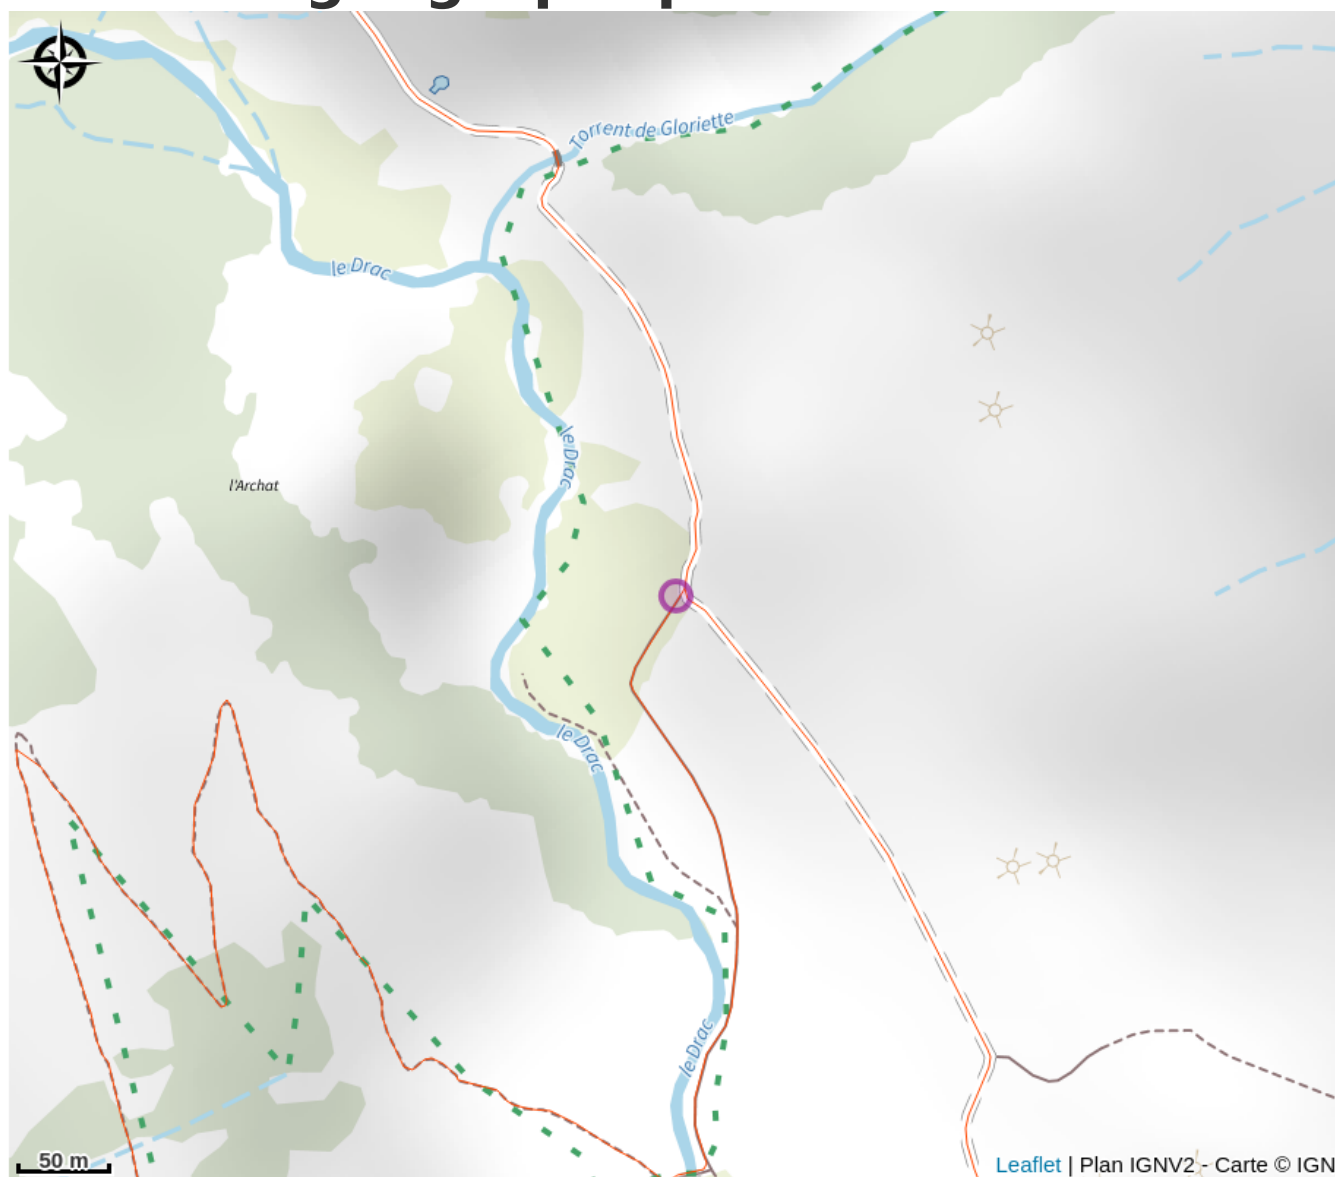 Torrent de Gloriette
le Drac
le Drac
l'Archat
le Drac
le Drac
50 m
Leaflet | Plan IGNV2 - Carte © IGN